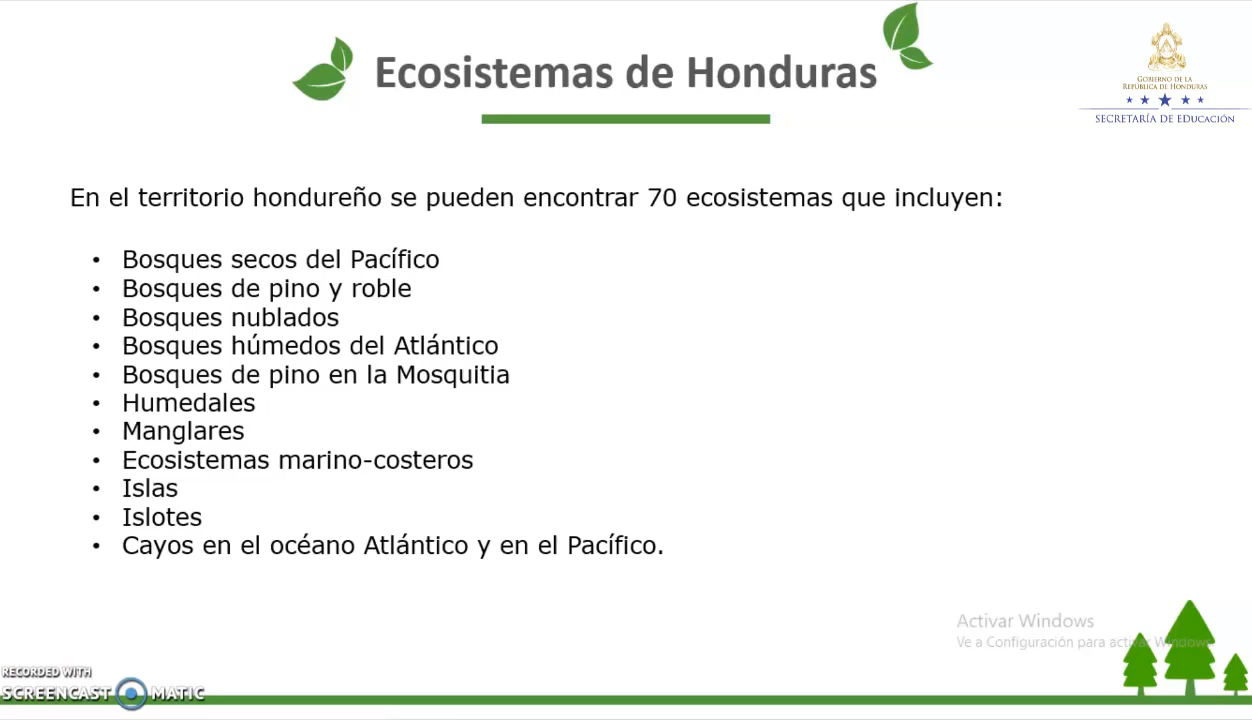 Ecosistemas de Honduras
GOBIERNO DE LA
REPÚBLICA DE HONDURAS
SECRETARÍA DE EDUCACIÓN
En el territorio hondureño se pueden encontrar 70 ecosistemas que incluyen:
• Bosques secos del Pacífico
• Bosques de pino y roble
• Bosques nublados
• Bosques húmedos del Atlántico
• Bosques de pino en la Mosquitia
• Humedales
• Manglares
• Ecosistemas marino-costeros
• Islas
• Islotes
• Cayos en el océano Atlántico y en el Pacífico.
Activar Windows
Ve a Configuración para activar Windows.
RECORDED WITH
SCREENCAST MATIC